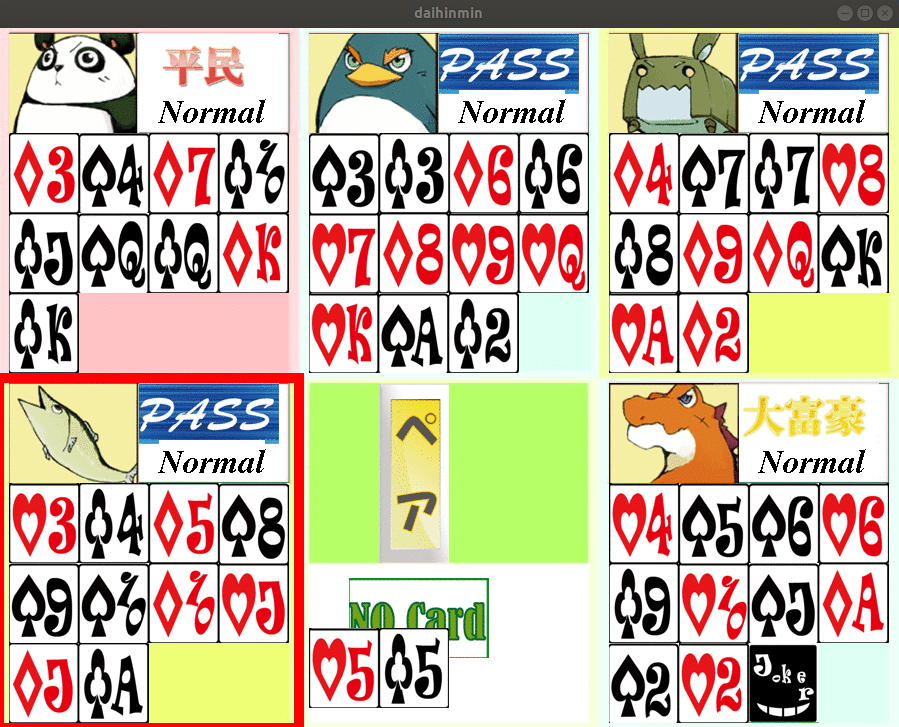 daihinmin
平民
Normal
♦3 ♠4 ♦7 ♣10
♣J ♠Q ♣Q ♦K
♣K
PASS
Normal
♠3 ♣3 ♦6 ♣6
♥7 ♦8 ♥9 ♥Q
♥K ♠A ♣2
PASS
Normal
♦4 ♠7 ♣7 ♥8
♣8 ♦9 ♦Q ♠K
♥A ♦2
PASS
Normal
♥3 ♣4 ♦5 ♠8
♠9 ♠10 ♦10 ♥J
♦J ♣A
ペア
NO Card
♥5 ♣5
大富豪
Normal
♥4 ♠5 ♠6 ♥6
♣9 ♥10 ♠J ♦A
♠2 ♥2 Joker